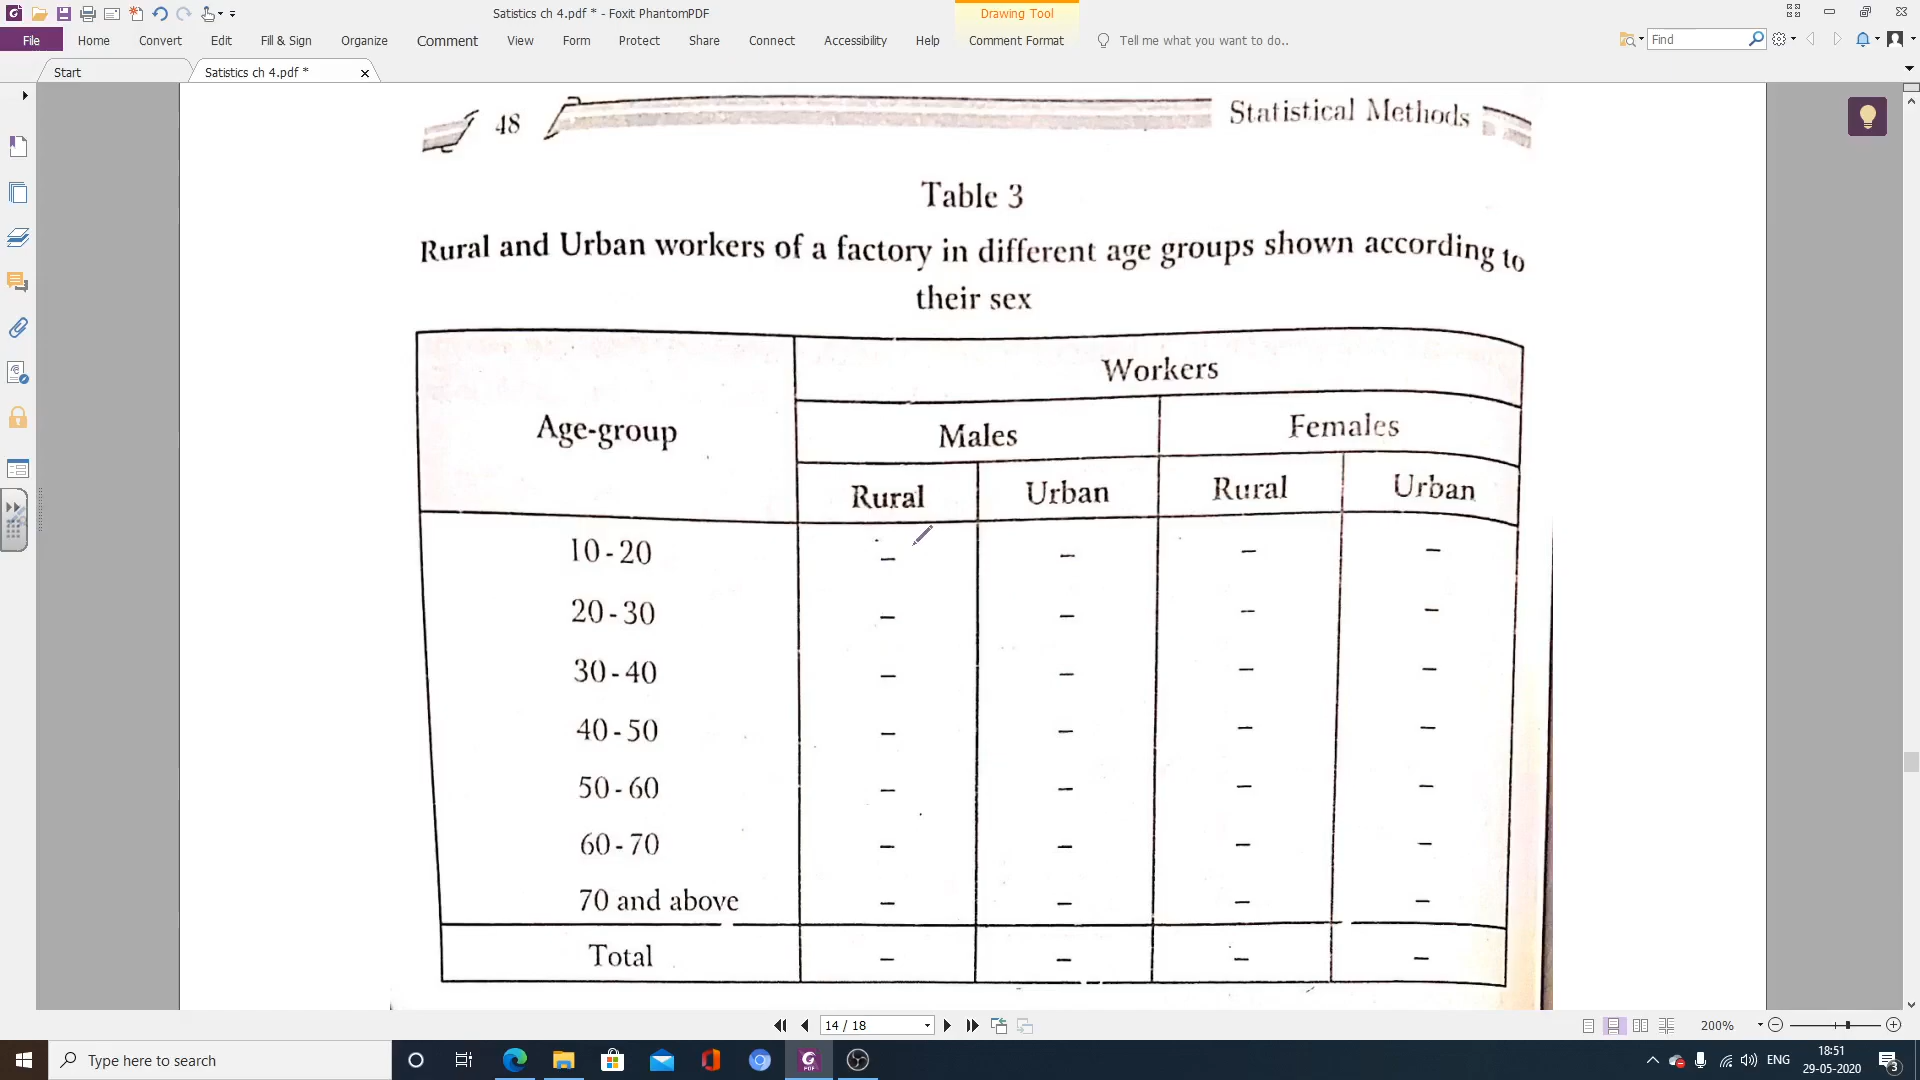 Satistics ch 4.pdf * - Foxit PhantomPDF
Drawing Tool
File Home Convert Edit Fill & Sign Organize Comment View Form Protect Share Connect Accessibility Help Comment Format Tell me what you want to do.. Find
Start Satistics ch 4.pdf *
48 Statistical Methods
Table 3
Rural and Urban workers of a factory in different age groups shown according to
their sex
Age-group Workers
Males Females
Rural Urban Rural Urban
10-20 – – – –
20-30 – – – –
30-40 – – – –
40-50 – – – –
50-60 – – – –
60-70 – – – –
70 and above – – – –
Total – – – –
14 / 18 200%
Type here to search ENG 18:51
29-05-2020 3